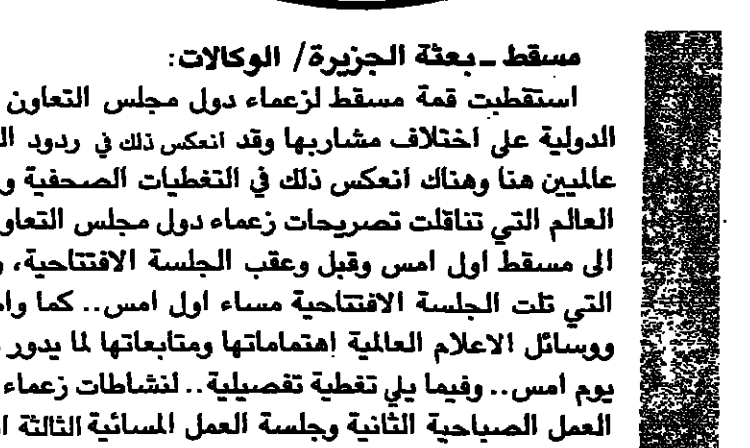 مسقط ـ بعثة الجزيرة/ الوكالات:
استقطبت قمة مسقط لزعماء دول مجلس التعاون
الدولية على اختلاف مشاربها وقد انعكس ذلك في ردود
عالميين هنا وهناك انعكس ذلك في التغطيات الصحفية و
العالم التي تناقلت تصريحات زعماء دول مجلس التعاو
الى مسقط اول امس وقبل وعقب الجلسة الافتتاحية،
التي تلت الجلسة الافتتاحية مساء اول امس.. كما
ووسائل الاعلام العالمية اهتماماتها ومتابعاتها لما يدور
يوم امس.. وفيما يلي تغطية تفصيلية.. لنشاطات زعماء
العمل الصباحية الثانية وجلسة العمل المسائية الثالثة